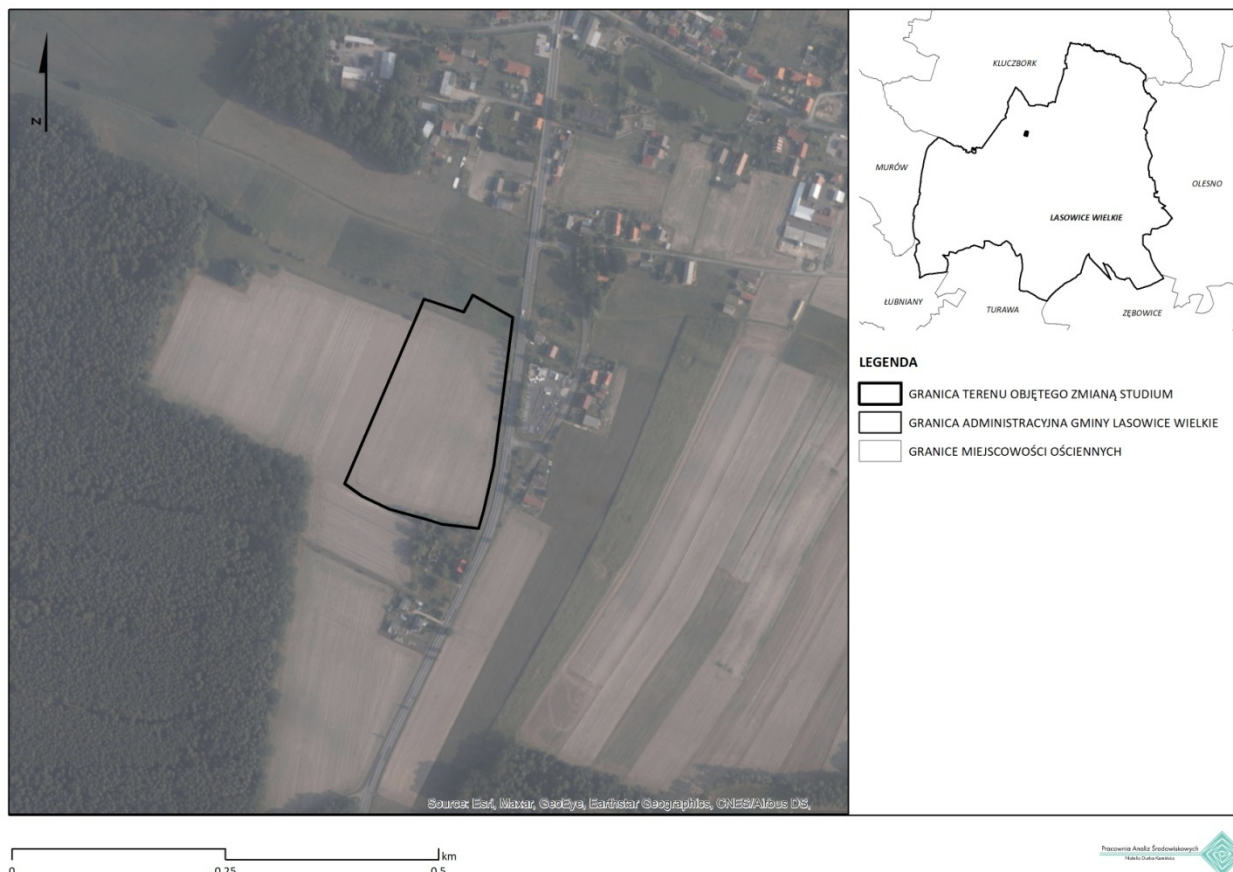 N
Source: Esri, Maxar, GeoEye, Earthstar Geographics, CNES/Airbus DS,
KLUCZBORK
MURÓW
OLESNO
LASOWICE WIELKIE
ŁUBNIANY
TURAWA
ZĘBOWICE
LEGENDA
GRANICA TERENU OBJĘTEGO ZMIANĄ STUDIUM
GRANICA ADMINISTRACYJNA GMINY LASOWICE WIELKIE
GRANICE MIEJSCOWOŚCI OŚCIENNYCH
km
0 0.25 0.5
Pracownia Analiz Środowiskowych
Natalia